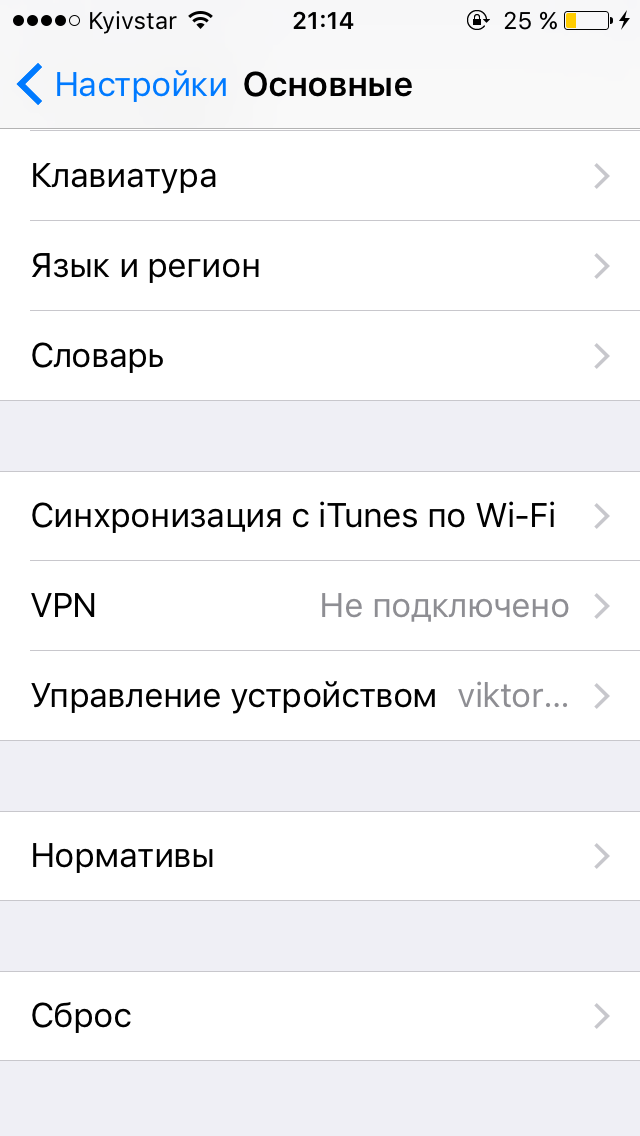 Kyivstar 21:14 25 %
Настройки Основные
Клавиатура
Язык и регион
Словарь
Синхронизация с iTunes по Wi-Fi
VPN Не подключено
Управление устройством viktor...
Нормативы
Сброс